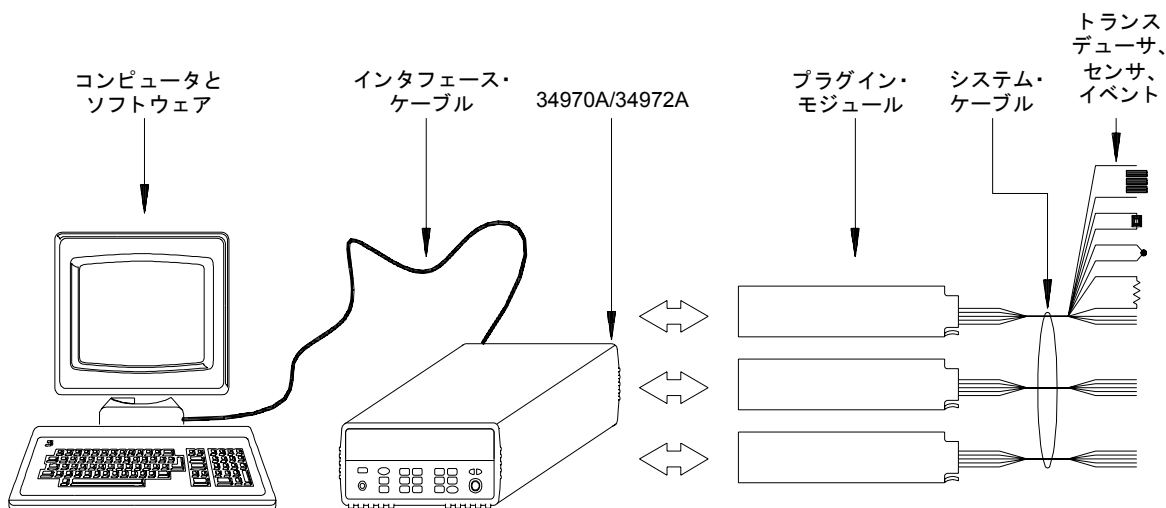 コンピュータと
ソフトウェア
インタフェース・
ケーブル
34970A/34972A
プラグイン・
モジュール
システム・
ケーブル
トランス
デューサ、
センサ、
イベント